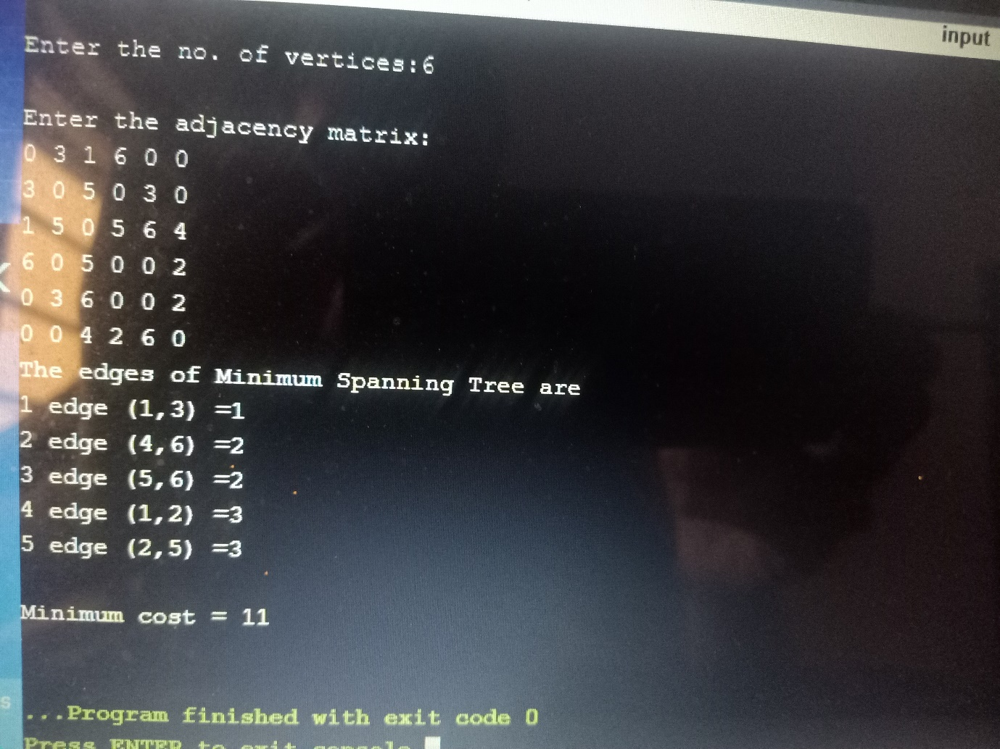 input
Enter the no. of vertices:6
Enter the adjacency matrix:
0 3 1 6 0 0
3 0 5 0 3 0
1 5 0 5 6 4
6 0 5 0 0 2
0 3 6 0 0 2
0 0 4 2 6 0
The edges of Minimum Spanning Tree are
1 edge (1,3) =1
2 edge (4,6) =2
3 edge (5,6) =2
4 edge (1,2) =3
5 edge (2,5) =3
Minimum cost = 11
...Program finished with exit code 0
Press ENTER to exit console.